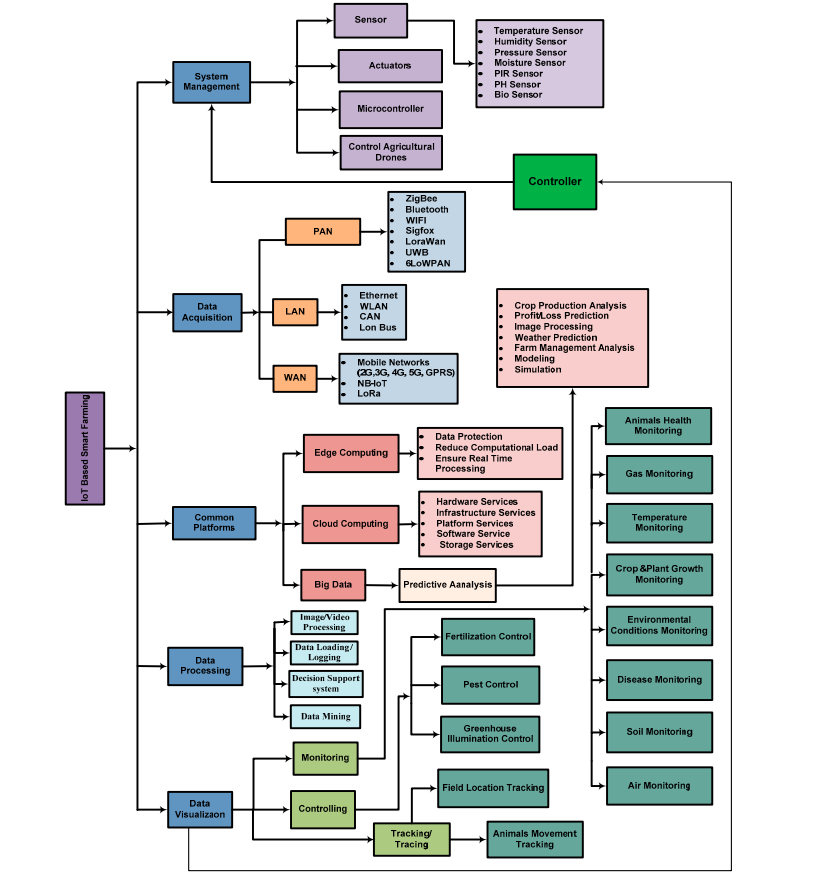 IoT Based Smart Farming
System
Management
Sensor
Temperature Sensor
Humidity Sensor
Pressure Sensor
Moisture Sensor
PIR Sensor
PH Sensor
Bio Sensor
Actuators
Microcontroller
Control Agricultural
Drones
Controller
Data
Acquisition
PAN
ZigBee
Bluetooth
WIFI
Sigfox
LoraWan
UWB
6LoWPAN
LAN
Ethernet
WLAN
CAN
Lon Bus
WAN
Mobile Networks
(2G,3G, 4G, 5G, GPRS)
NB-IoT
LoRa
Common
Platforms
Edge Computing
Data Protection
Reduce Computational Load
Ensure Real Time
Processing
Cloud Computing
Hardware Services
Infrastructure Services
Platform Services
Software Service
Storage Services
Big Data
Predictive Aanalysis
Crop Production Analysis
Profit/Loss Prediction
Image Processing
Weather Prediction
Farm Management Analysis
Modeling
Simulation
Data
Processing
Image/Video
Processing
Data Loading/
Logging
Decision Support
system
Data Mining
Data
Visualizaon
Monitoring
Animals Health
Monitoring
Gas Monitoring
Temperature
Monitoring
Crop &Plant Growth
Monitoring
Environmental
Conditions Monitoring
Disease Monitoring
Soil Monitoring
Air Monitoring
Controlling
Fertilization Control
Pest Control
Greenhouse
Illumination Control
Tracking/
Tracing
Field Location Tracking
Animals Movement
Tracking